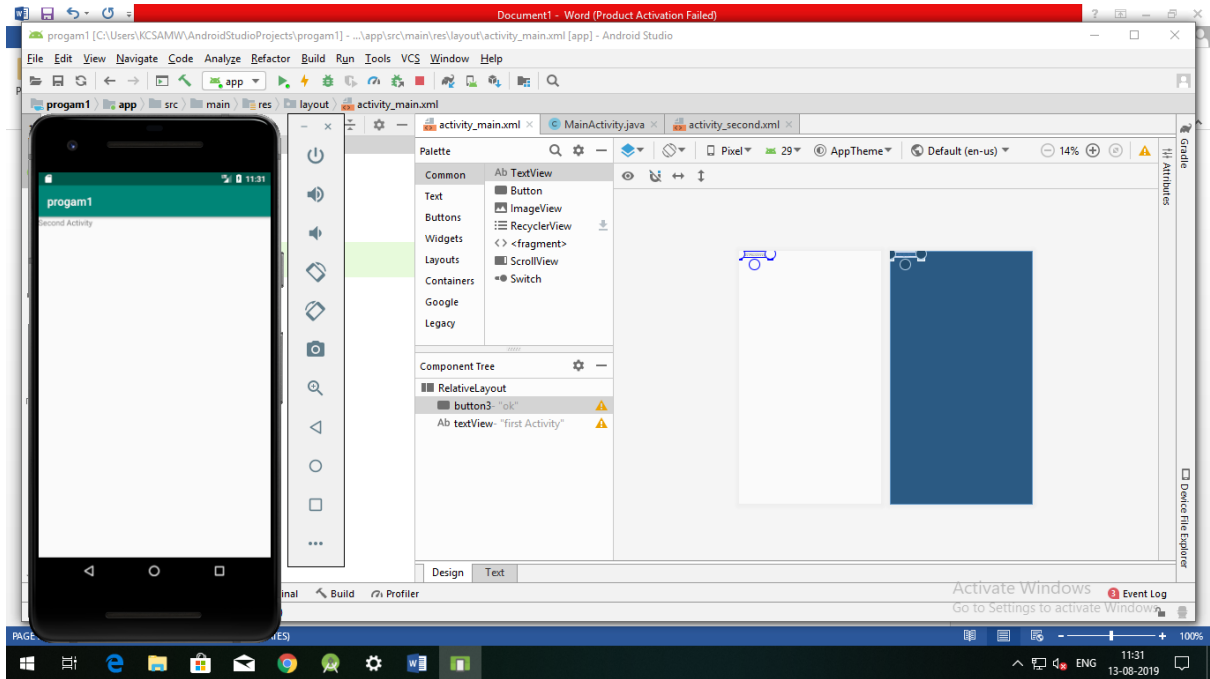 Document1 - Word (Product Activation Failed)
progam1 [C:\Users\KCSAMW\AndroidStudioProjects\progam1] - ...\app\src\main\res\layout\activity_main.xml [app] - Android Studio
File Edit View Navigate Code Analyze Refactor Build Run Tools VCS Window Help
app
progam1 app src main res layout activity_main.xml
activity_main.xml MainActivity.java activity_second.xml
Palette
Pixel 29 AppTheme Default (en-us) 14%
Common
Text
Buttons
Widgets
Layouts
Containers
Google
Legacy
Ab TextView
Button
ImageView
RecyclerView
<fragment>
ScrollView
Switch
Component Tree
RelativeLayout
button3- "ok"
Ab textView- "first Activity"
Design Text
Gradle
Attributes
Device File Explorer
11:31
progam1
Second Activity
inal Build Profiler
3 Event Log
Activate Windows
Go to Settings to activate Windows.
PAGE
100%
ENG
11:31
13-08-2019